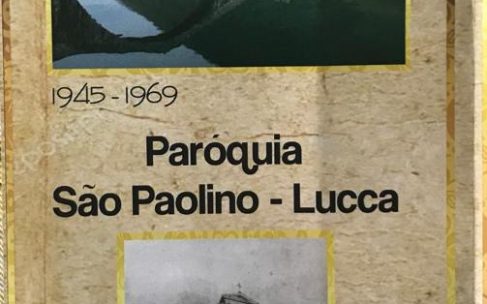 1945-1969
Paróquia
São Paolino - Lucca